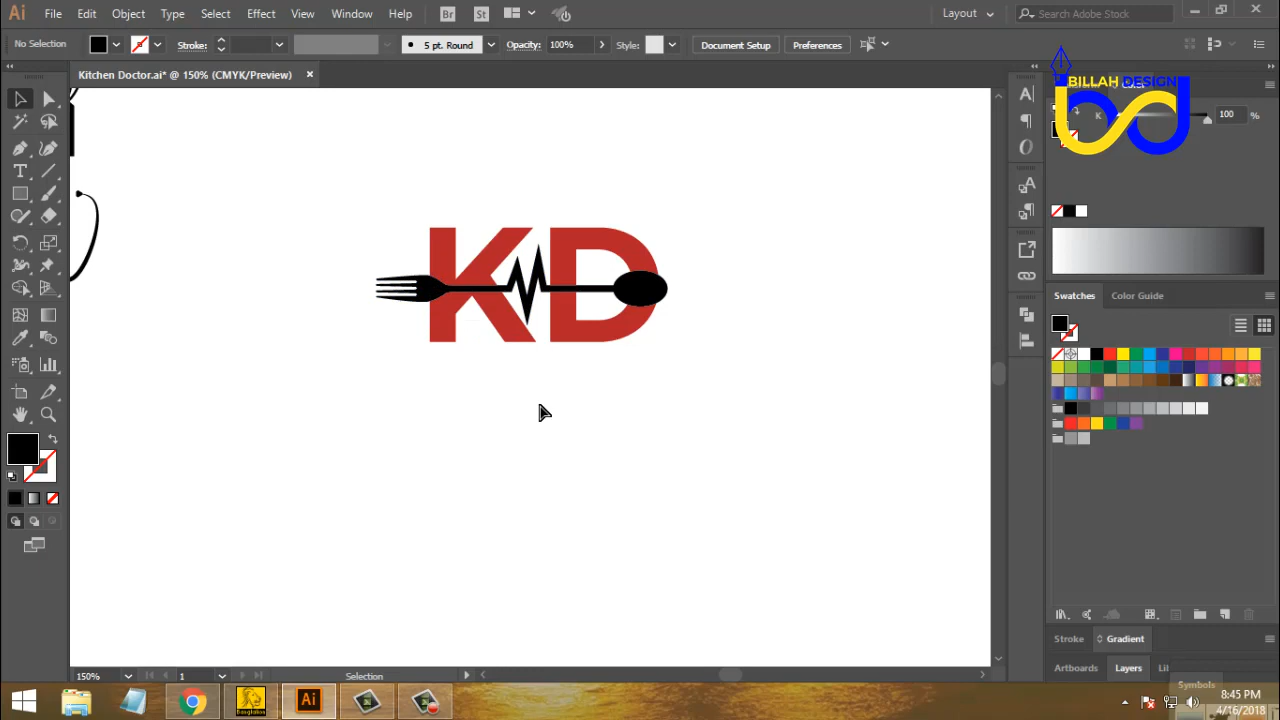 Ai File Edit Object Type Select Effect View Window Help Br St Layout Search Adobe Stock
No Selection Stroke: 5 pt. Round Opacity: 100% Style: Document Setup Preferences
Kitchen Doctor.ai* @ 150% (CMYK/Preview)
BILLAH DESIGN
K 100 %
KD
Swatches Color Guide
Stroke Gradient
Artboards Layers
Symbols
150% 1 Selection
Ai
8:45 PM
4/16/2018